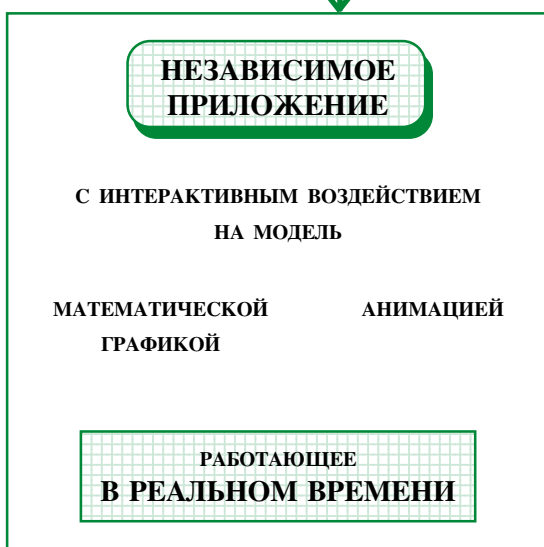 НЕЗАВИСИМОЕ
ПРИЛОЖЕНИЕ
С ИНТЕРАКТИВНЫМ ВОЗДЕЙСТВИЕМ
НА МОДЕЛЬ
МАТЕМАТИЧЕСКОЙ АНИМАЦИЕЙ
ГРАФИКОЙ
РАБОТАЮЩЕЕ
В РЕАЛЬНОМ ВРЕМЕНИ